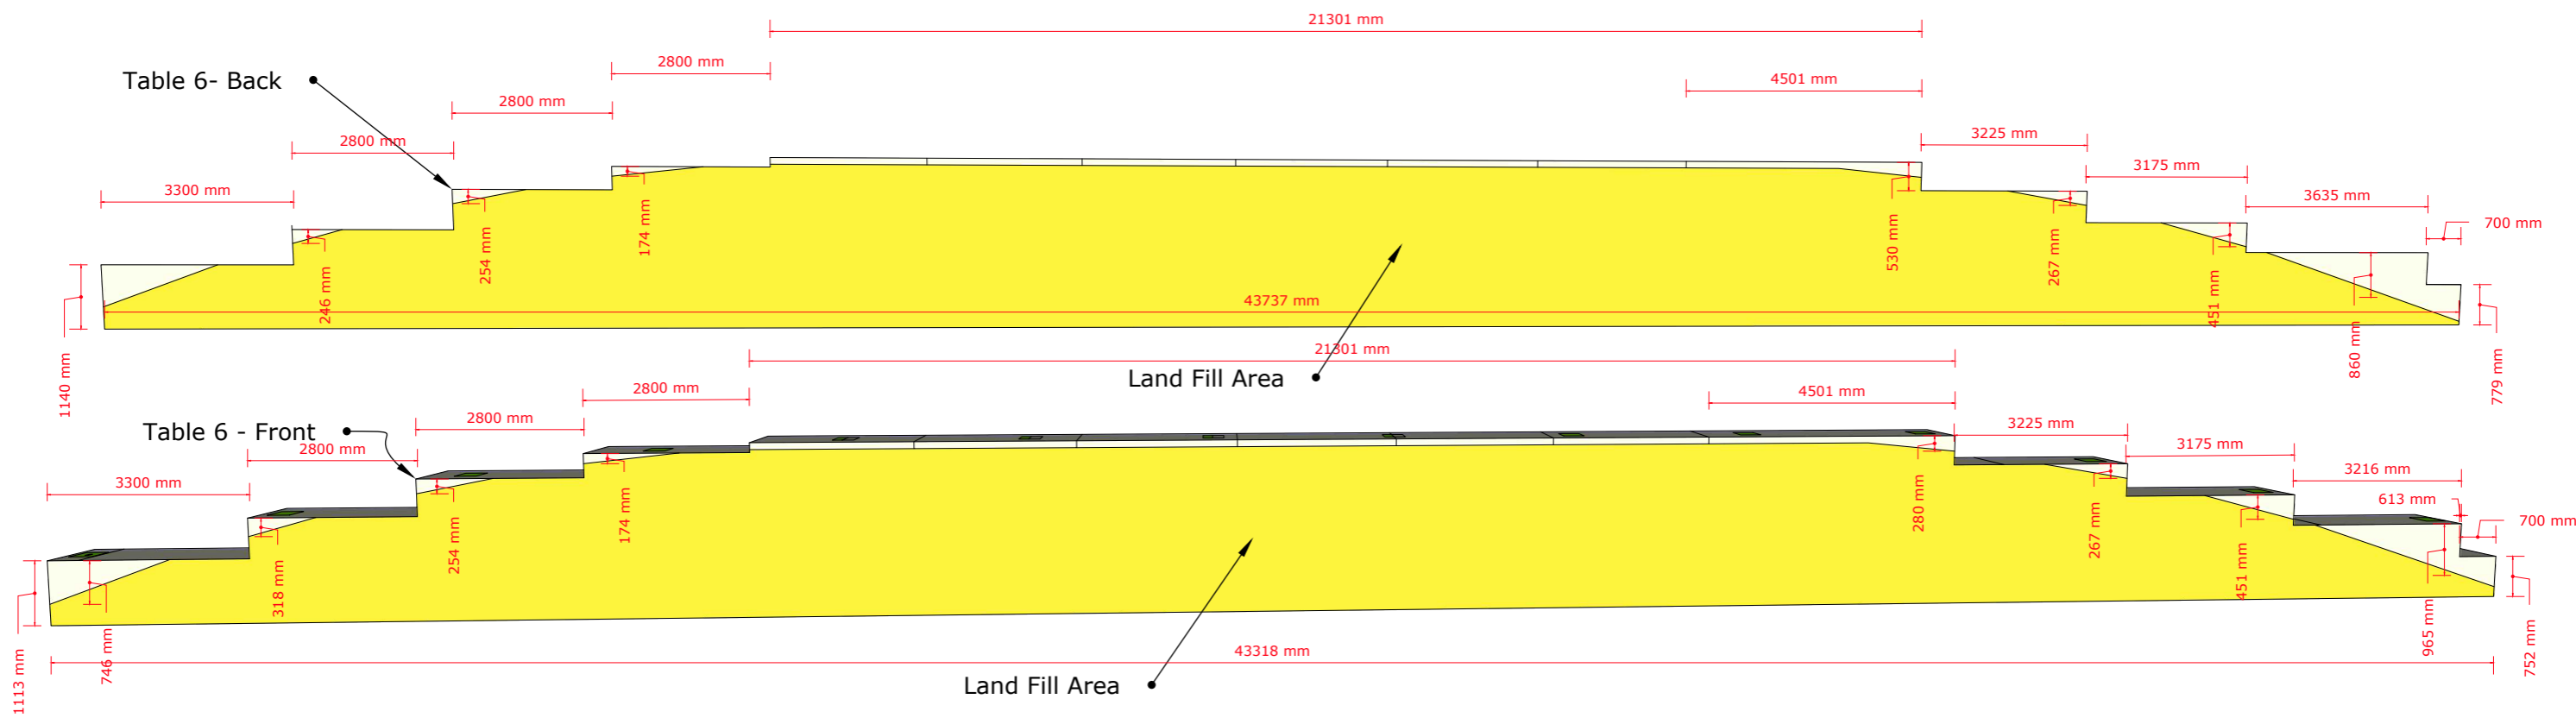 21301 mm
2800 mm
Table 6- Back
4501 mm
2800 mm
3225 mm
2800 mm
3175 mm
3300 mm
3635 mm
700 mm
174 mm
530 mm
254 mm
267 mm
246 mm
43737 mm
451 mm
860 mm
1140 mm
779 mm
21301 mm
Land Fill Area
2800 mm
4501 mm
2800 mm
3225 mm
Table 6 - Front
2800 mm
3175 mm
3300 mm
3216 mm
613 mm
700 mm
174 mm
280 mm
254 mm
267 mm
318 mm
451 mm
965 mm
746 mm
752 mm
1113 mm
43318 mm
Land Fill Area